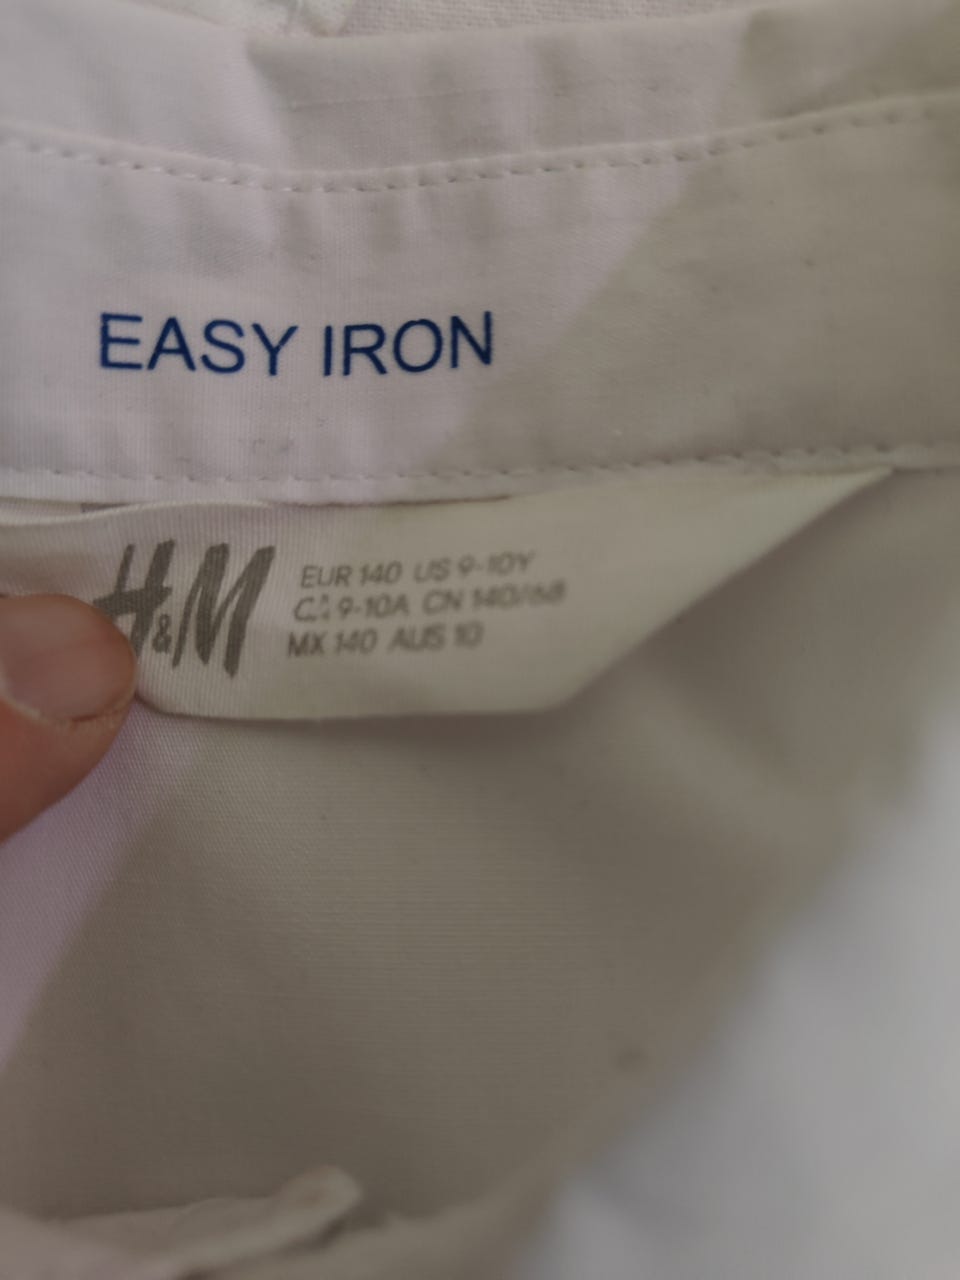 EASY IRON
H&M
EUR 140 US 9-10Y
CA 9-10A CN 140/68
MX 140 AUS 10